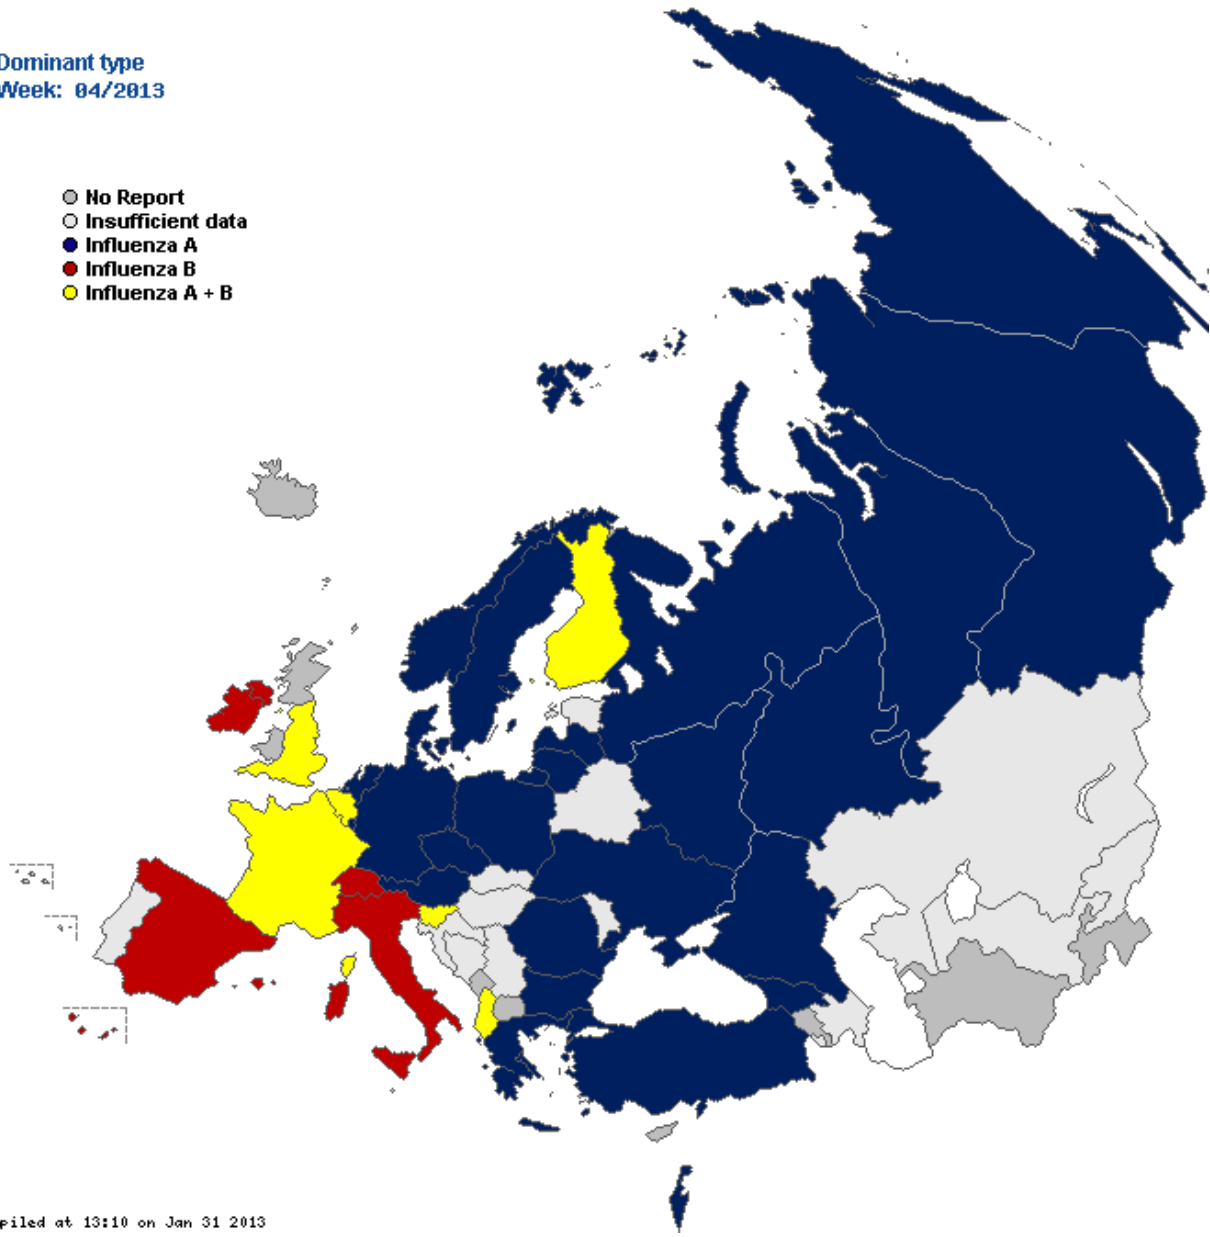 Dominant type
Week: 04/2013
No Report
Insufficient data
Influenza A
Influenza B
Influenza A + B
piled at 13:10 on Jan 31 2013